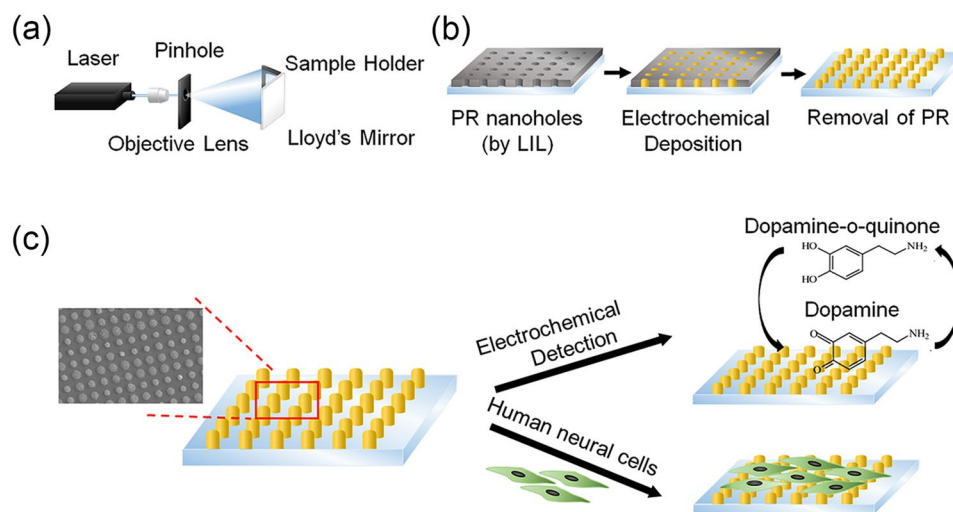 (a)
Laser
Pinhole
Objective Lens
Sample Holder
Lloyd's Mirror
(b)
PR nanoholes
(by LIL)
Electrochemical
Deposition
Removal of PR
(c)
Electrochemical
Detection
Human neural cells
Dopamine-o-quinone
HO
HO
NH2
Dopamine
O
O
NH2